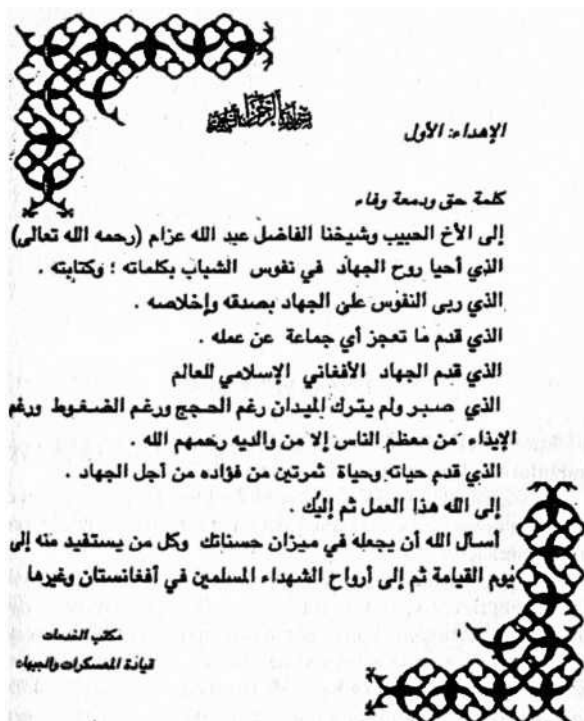 بسم الله الرحمن الرحيم
الإهداء: الأول
كلمة حق ودمعة وفاء
إلى الأخ الحبيب وشيخنا الفاضل عبد الله عزام (رحمه الله تعالى)
الذي أحيا روح الجهاد في نفوس الشباب بكلماته ؛ وكتابته .
الذي ربى النفوس على الجهاد بصدقه وإخلاصه .
الذي قدم ما تعجز أي جماعة عن عمله .
الذي قدم الجهاد الأفغاني الإسلامي للعالم
الذي صبر ولم يترك الميدان رغم الحجج ورغم الضغوط ورغم
الإيذاء من معظم الناس إلا من والديه رحمهم الله .
الذي قدم حياته وحياة ثمرتين من فؤاده من أجل الجهاد .
إلى الله هذا العمل ثم إليك .
أسأل الله أن يجعله في ميزان حسناتك وكل من يستفيد منه إلى
يوم القيامة ثم إلى أرواح الشهداء المسلمين في أفغانستان وغيرها
مكتب الخدمات
قيادة المعسكرات والجبهات